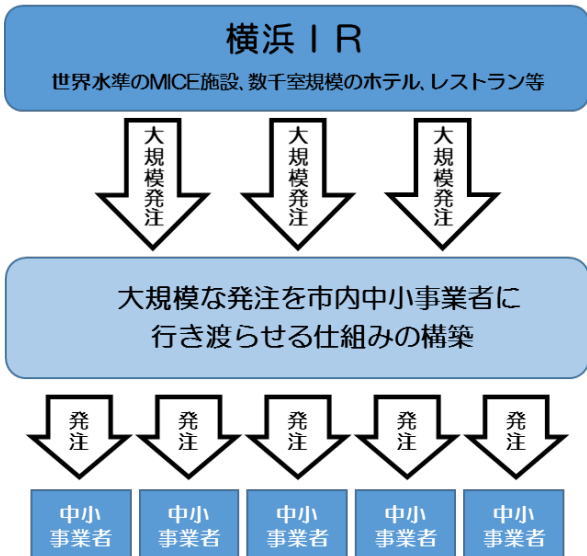 横浜ＩＲ
世界水準のMICE施設、数千室規模のホテル、レストラン等
大規模発注
大規模発注
大規模発注
大規模な発注を市内中小事業者に
行き渡らせる仕組みの構築
発注
発注
発注
発注
発注
中小
事業者
中小
事業者
中小
事業者
中小
事業者
中小
事業者